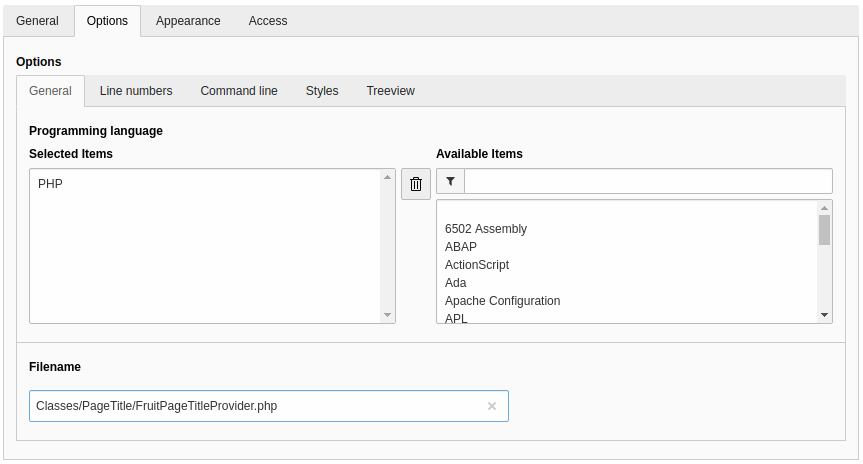 General Options Appearance Access
Options
General Line numbers Command line Styles Treeview
Programming language
Selected Items Available Items
PHP
6502 Assembly
ABAP
ActionScript
Ada
Apache Configuration
APL
Filename
Classes/PageTitle/FruitPageTitleProvider.php